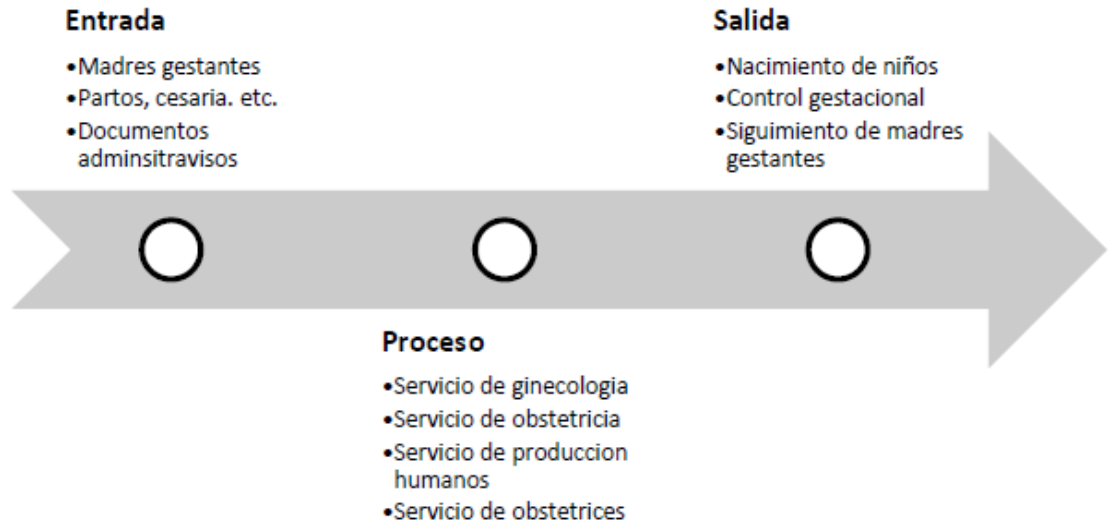 Entrada
•Madres gestantes
•Partos, cesaria. etc.
•Documentos
adminsitravisos
Proceso
•Servicio de ginecologia
•Servicio de obstetricia
•Servicio de produccion
humanos
•Servicio de obstetrices
Salida
•Nacimiento de niños
•Control gestacional
•Siguimiento de madres
gestantes